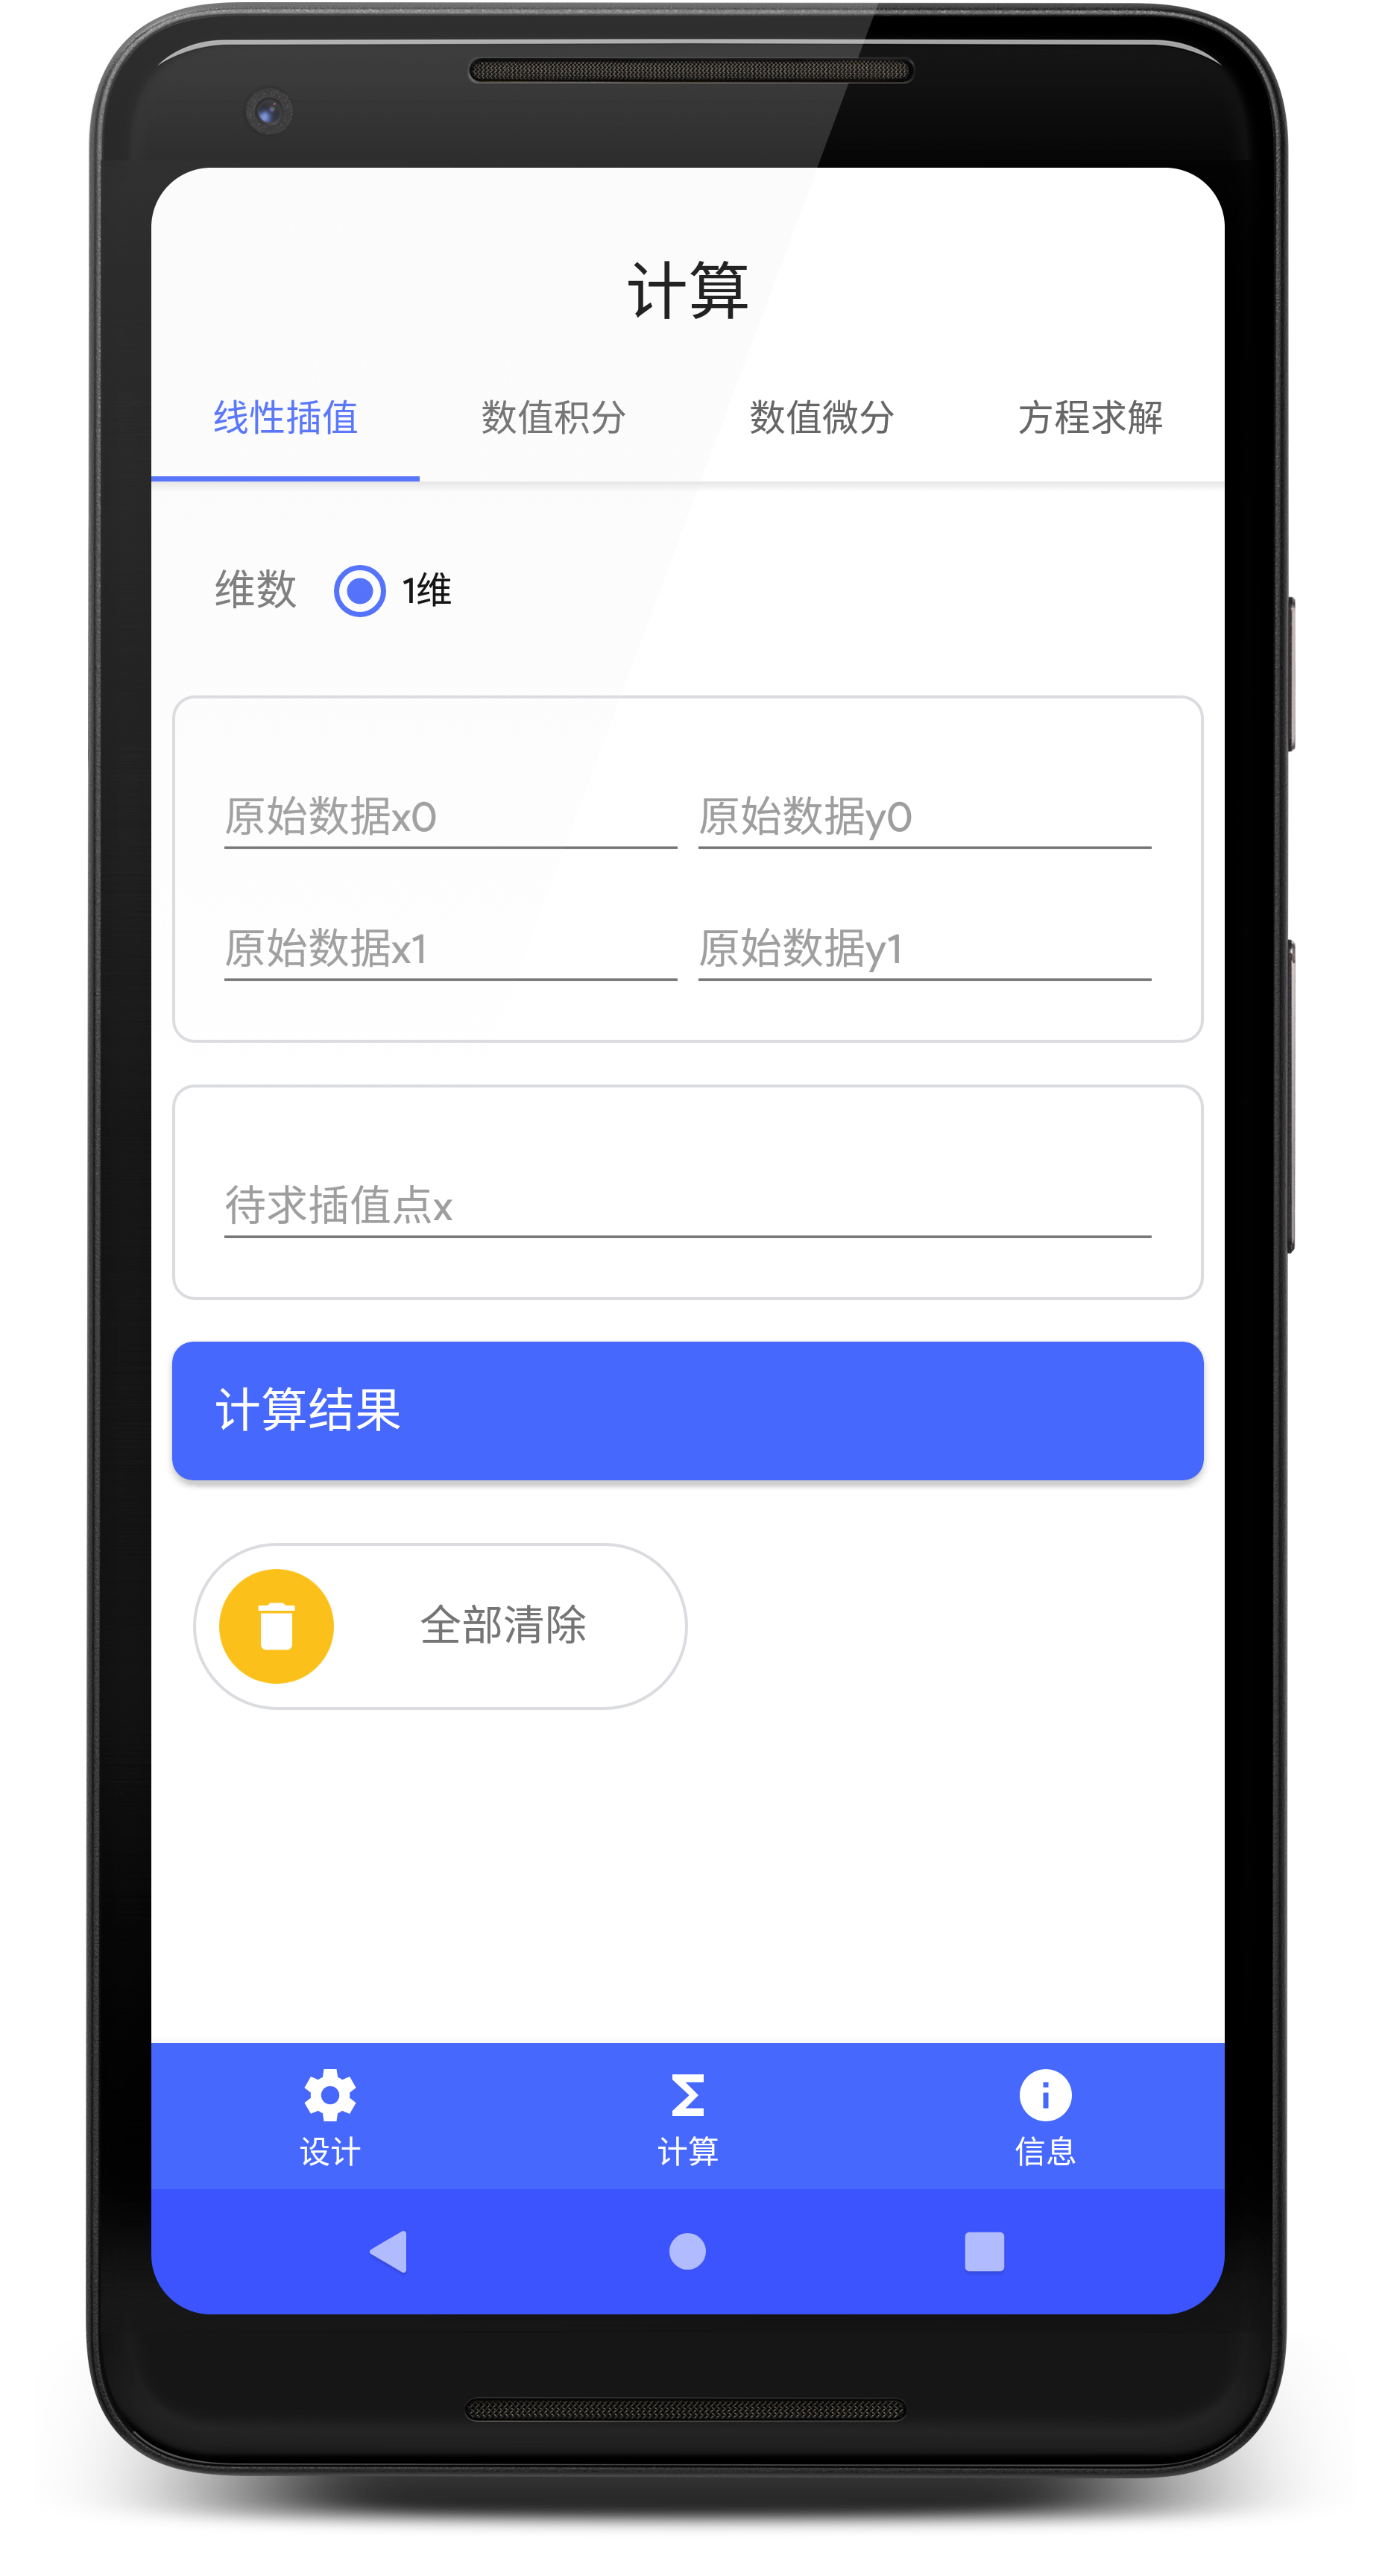 计算
线性插值 数值积分 数值微分 方程求解
维数 1维
原始数据x0 原始数据y0
原始数据x1 原始数据y1
待求插值点x
计算结果
全部清除
设计 计算 信息